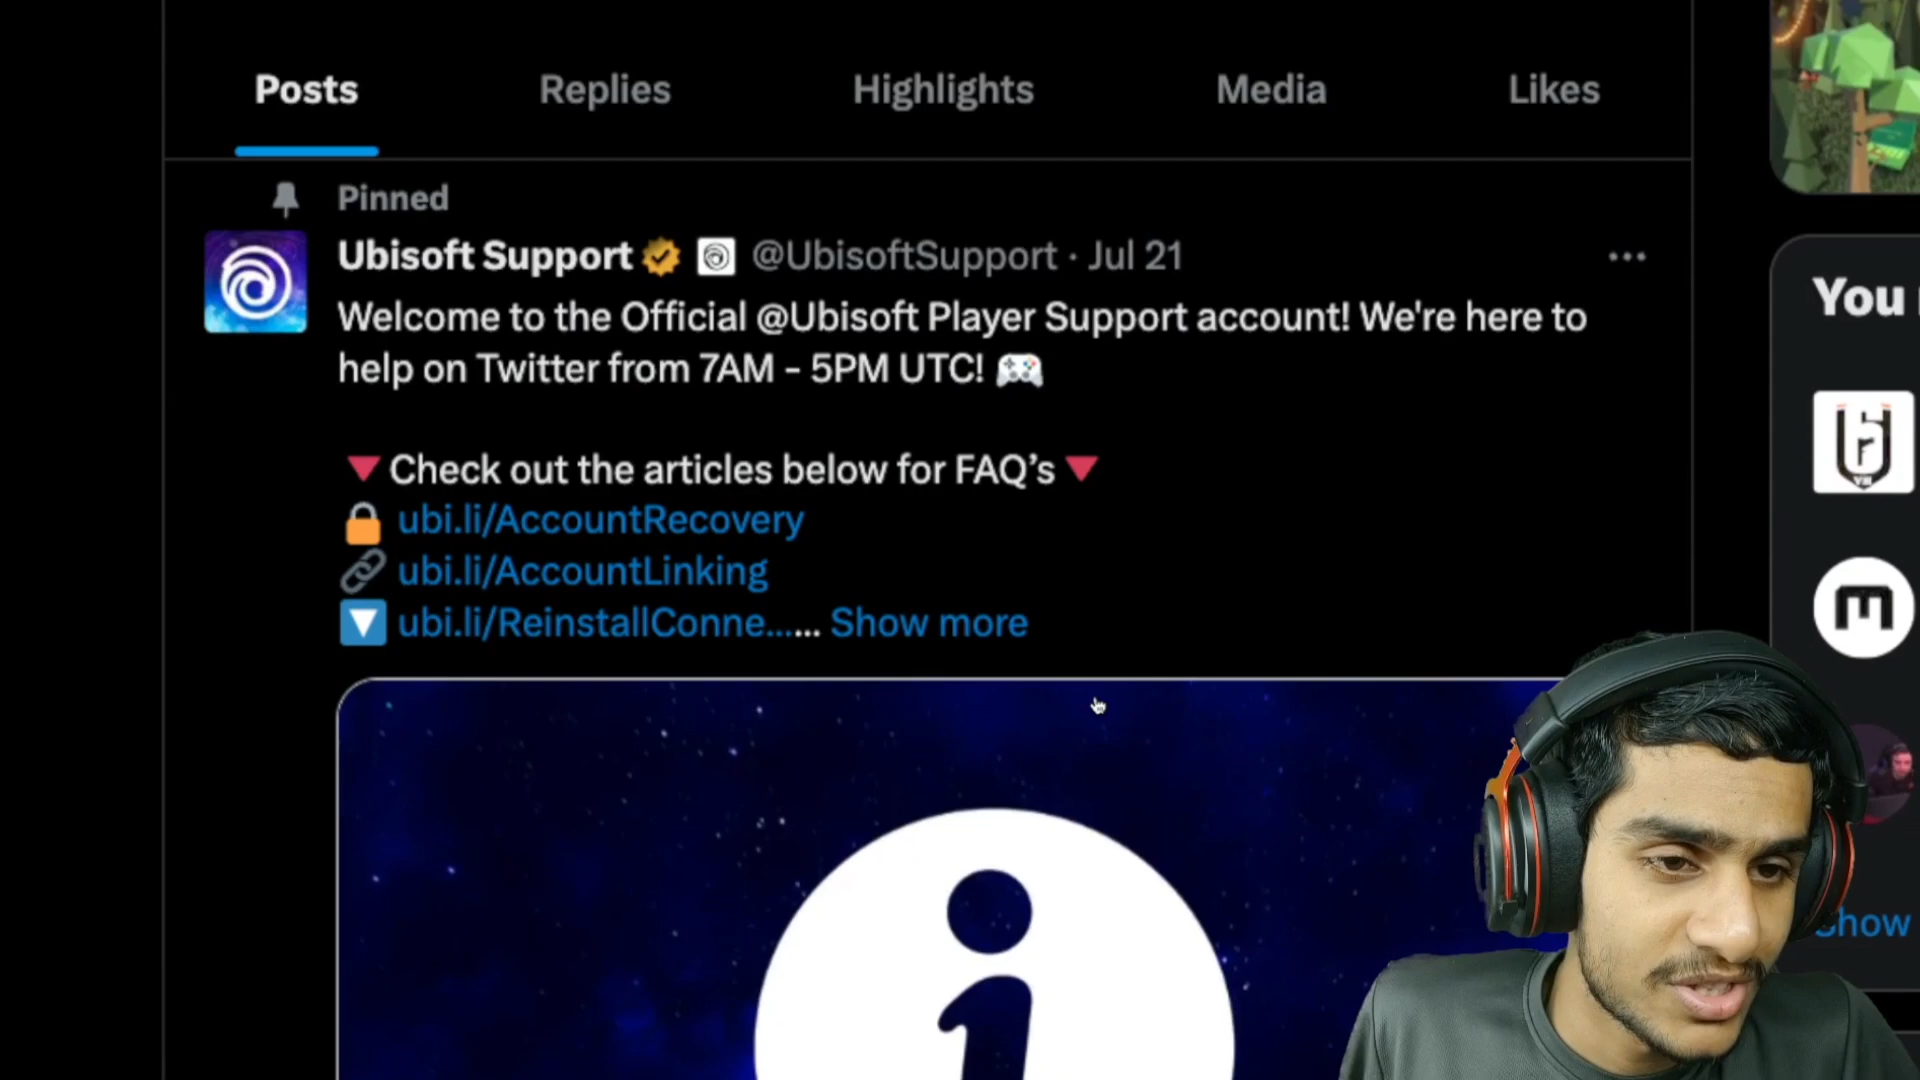 Posts Replies Highlights Media Likes
Pinned
Ubisoft Support @UbisoftSupport · Jul 21
Welcome to the Official @Ubisoft Player Support account! We're here to
help on Twitter from 7AM - 5PM UTC! 🎮
🔻Check out the articles below for FAQ’s🔻
🔒 ubi.li/AccountRecovery
🔗 ubi.li/AccountLinking
🔽 ubi.li/ReinstallConne...... Show more
You
Show